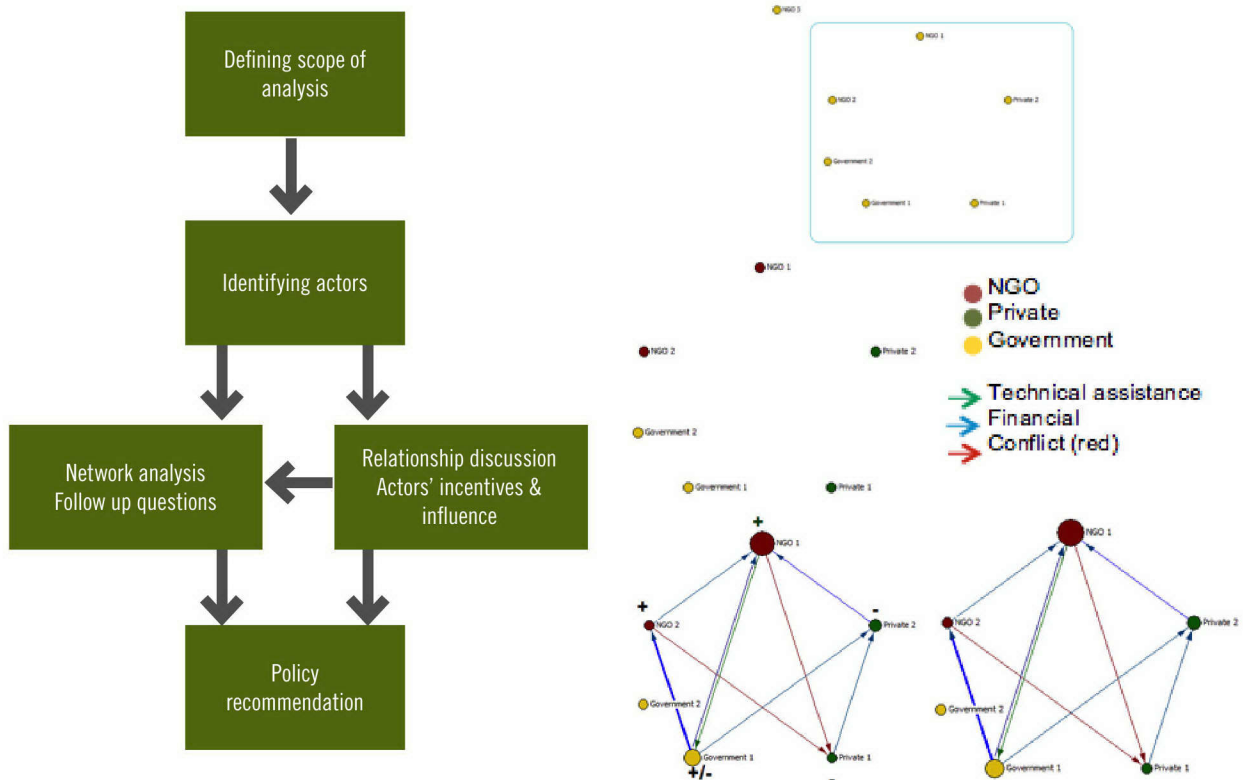 Defining scope of
analysis
Identifying actors
Network analysis
Follow up questions
Relationship discussion
Actors' incentives &
influence
Policy
recommendation
NGO 3
NGO 1
NGO 2
Private 2
Government 2
Government 1
Private 1
NGO 1
NGO 2
Private 2
Government 2
Government 1
Private 1
NGO
Private
Government
Technical assistance
Financial
Conflict (red)
+
NGO 1
+
NGO 2
-
Private 2
Government 2
Government 1
+/-
Private 1
NGO 1
NGO 2
Private 2
Government 2
Government 1
Private 1